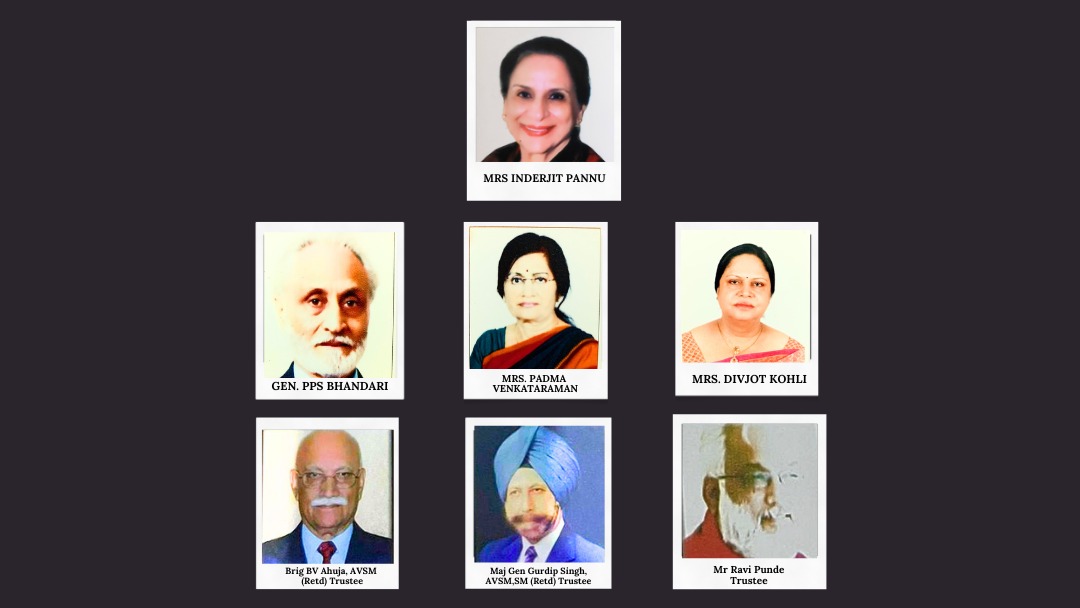 MRS INDERJIT PANNU
GEN. PPS BHANDARI
MRS. PADMA
VENKATARAMAN
MRS. DIVJOT KOHLI
Brig BV Ahuja, AVSM
(Retd) Trustee
Maj Gen Gurdip Singh,
AVSM,SM (Retd) Trustee
Mr Ravi Punde
Trustee